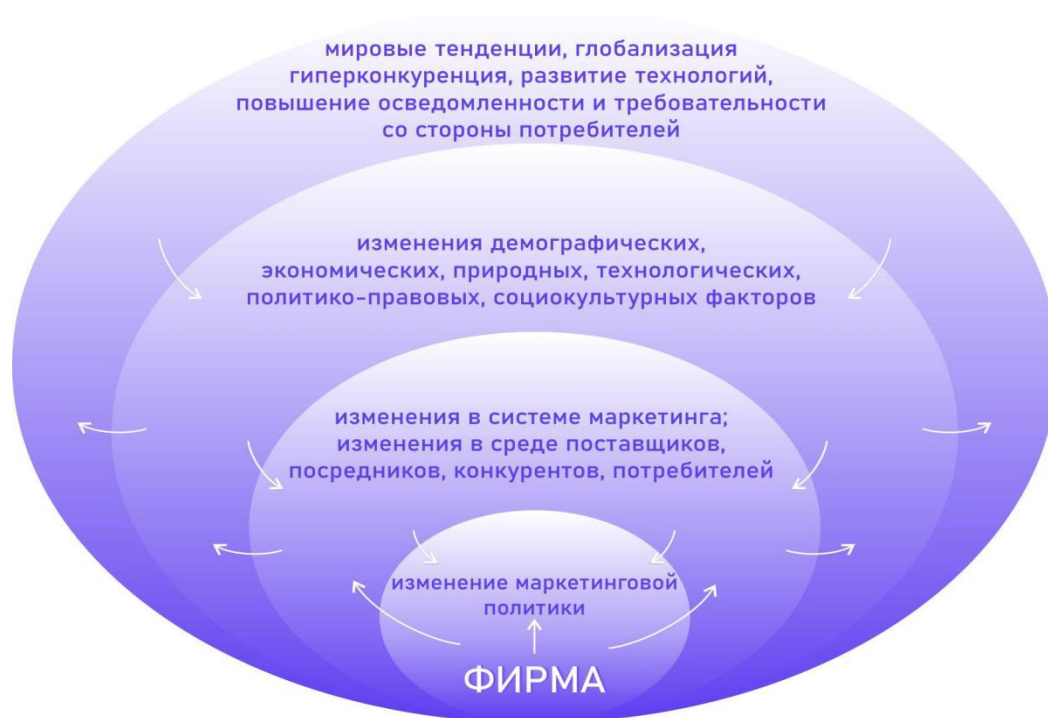 мировые тенденции, глобализация
гиперконкуренция, развитие технологий,
повышение осведомленности и требовательности
со стороны потребителей
изменения демографических,
экономических, природных, технологических,
политико-правовых, социокультурных факторов
изменения в системе маркетинга;
изменения в среде поставщиков,
посредников, конкурентов, потребителей
изменение маркетинговой
политики
ФИРМА